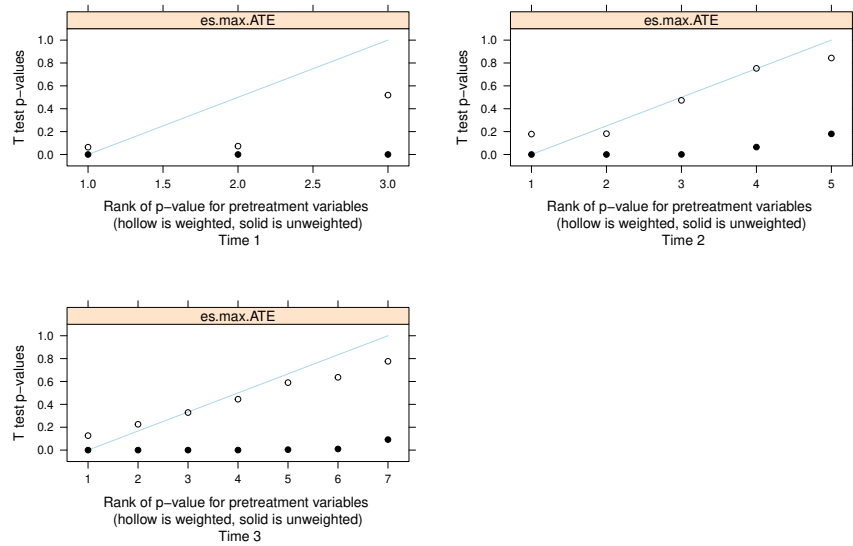 es.max.ATE
T test p−values
1.0
0.8
0.6
0.4
0.2
0.0
1.0 1.5 2.0 2.5 3.0
Rank of p−value for pretreatment variables
(hollow is weighted, solid is unweighted)
Time 1
es.max.ATE
T test p−values
1.0
0.8
0.6
0.4
0.2
0.0
1 2 3 4 5
Rank of p−value for pretreatment variables
(hollow is weighted, solid is unweighted)
Time 2
es.max.ATE
T test p−values
1.0
0.8
0.6
0.4
0.2
0.0
1 2 3 4 5 6 7
Rank of p−value for pretreatment variables
(hollow is weighted, solid is unweighted)
Time 3